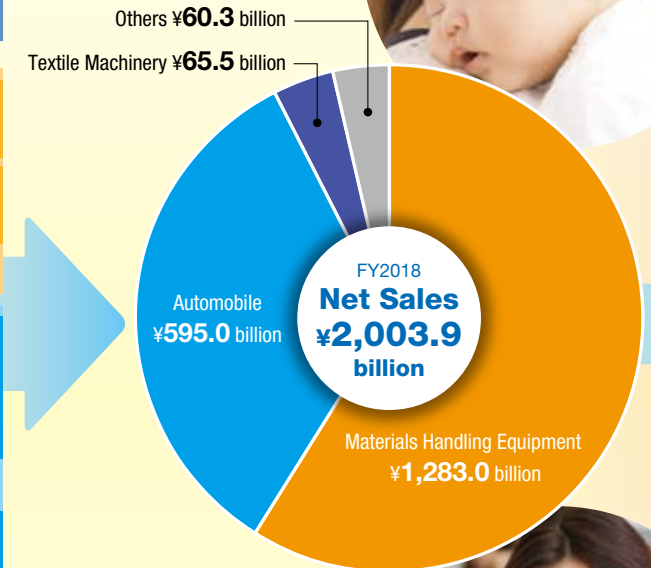 Others ¥60.3 billion
Textile Machinery ¥65.5 billion
FY2018
Net Sales
¥2,003.9
billion
Automobile
¥595.0 billion
Materials Handling Equipment
¥1,283.0 billion